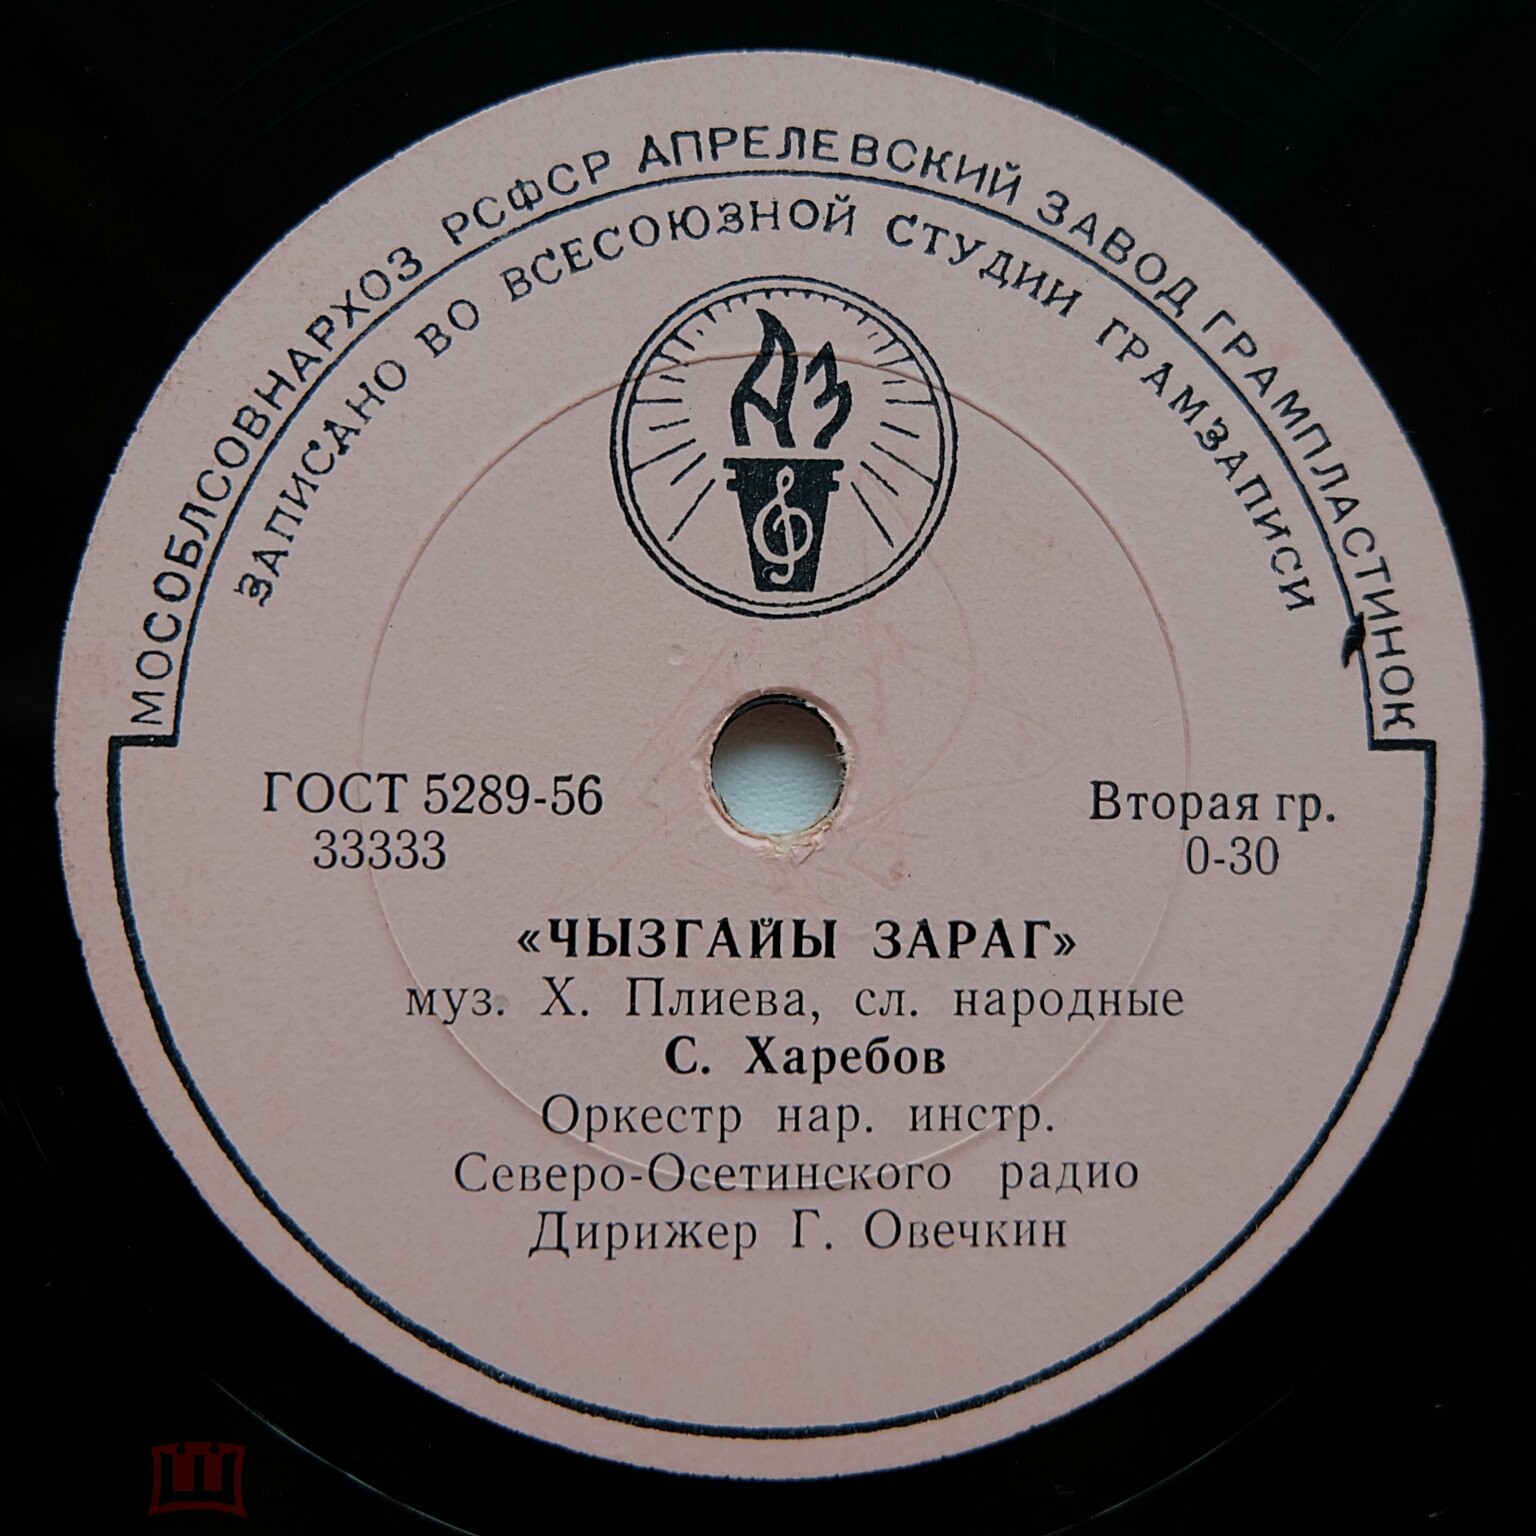 МОСОБЛСОВНАРХОЗ РСФСР АПРЕЛЕВСКИЙ ЗАВОД ГРАМПЛАСТИНОК
ЗАПИСАНО ВО ВСЕСОЮЗНОЙ СТУДИИ ГРАМЗАПИСИ
АЗ
ГОСТ 5289-56
33333
Вторая гр.
0-30
«ЧЫЗГАЙЫ ЗАРАГ»
муз. Х. Плиева, сл. народные
С. Харебов
Оркестр нар. инстр.
Северо-Осетинского радио
Дирижер Г. Овечкин